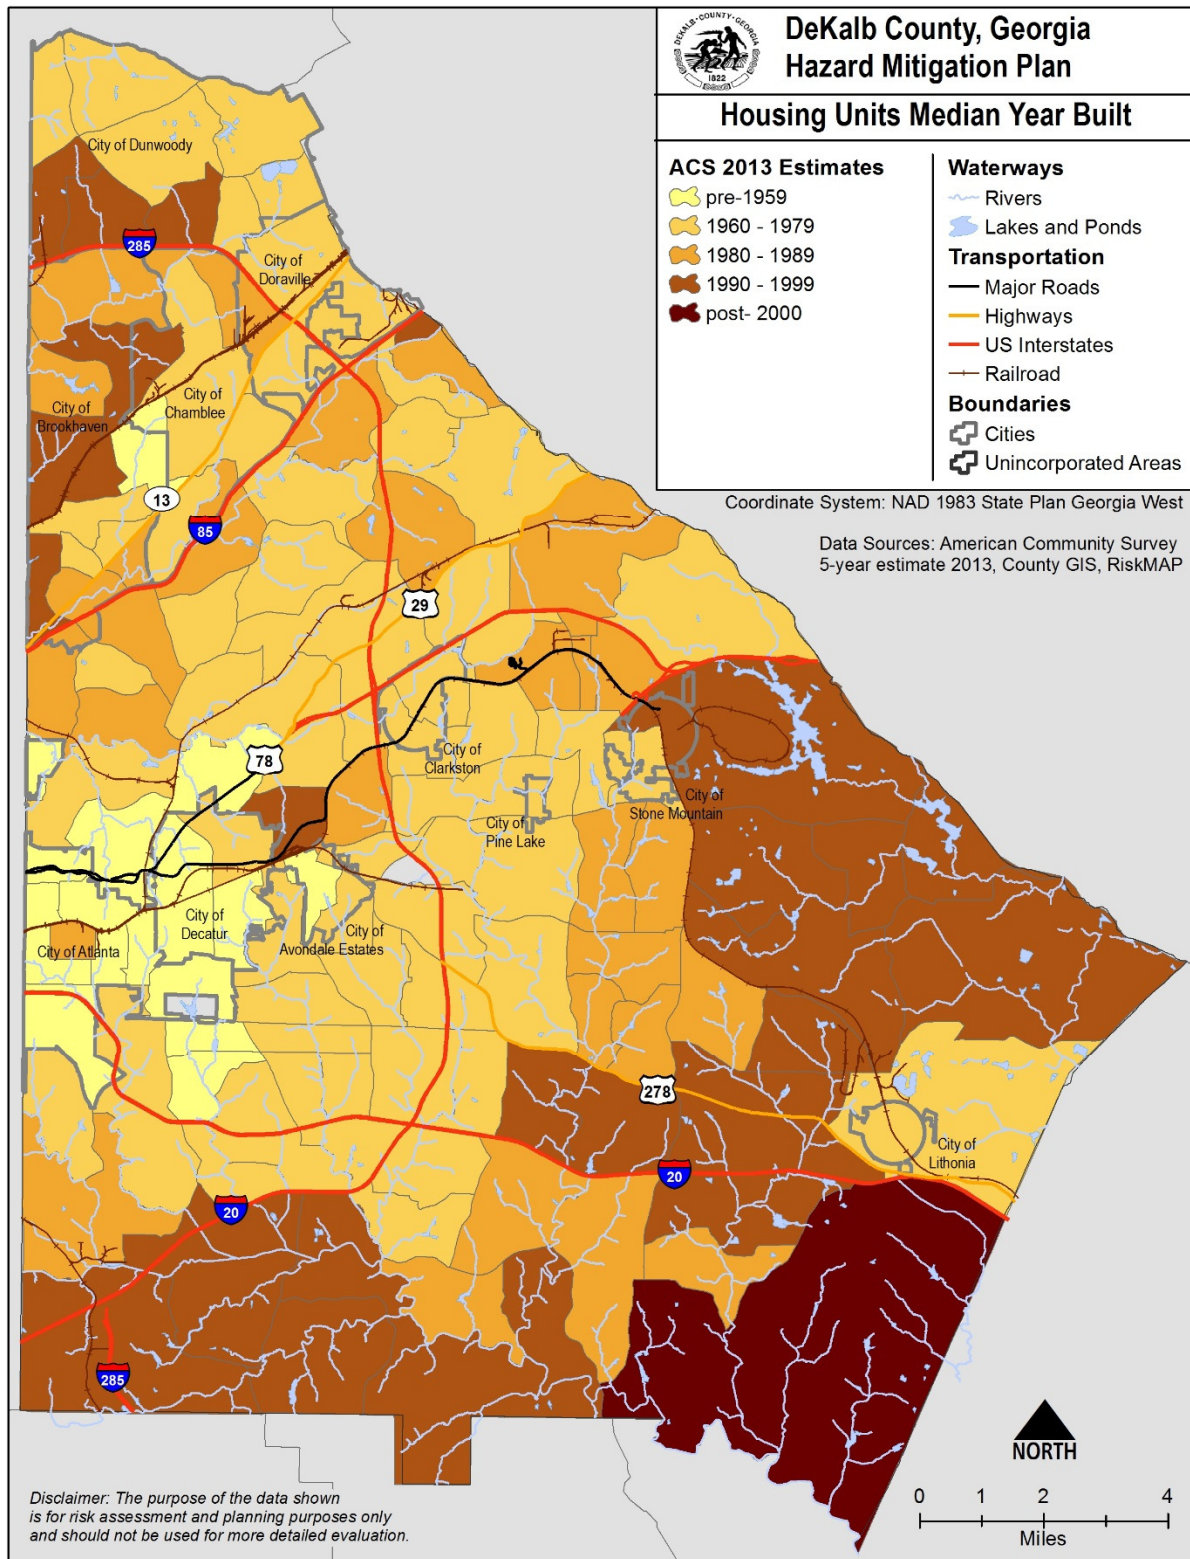 DEKALB·COUNTY,GEORGIA
1822
DeKalb County, Georgia
Hazard Mitigation Plan
Housing Units Median Year Built
ACS 2013 Estimates
pre-1959
1960 - 1979
1980 - 1989
1990 - 1999
post- 2000
Waterways
Rivers
Lakes and Ponds
Transportation
Major Roads
Highways
US Interstates
Railroad
Boundaries
Cities
Unincorporated Areas
Coordinate System: NAD 1983 State Plan Georgia West
Data Sources: American Community Survey
5-year estimate 2013, County GIS, RiskMAP
City of Dunwoody
285
City of
Doraville
City of
Chamblee
City of
Brookhaven
13
85
29
78
City of
Clarkston
City of
Pine Lake
City of
Stone Mountain
City of
Decatur
City of
Avondale Estates
City of Atlanta
278
City of
Lithonia
20
20
285
NORTH
0 1 2 4
Miles
Disclaimer: The purpose of the data shown
is for risk assessment and planning purposes only
and should not be used for more detailed evaluation.